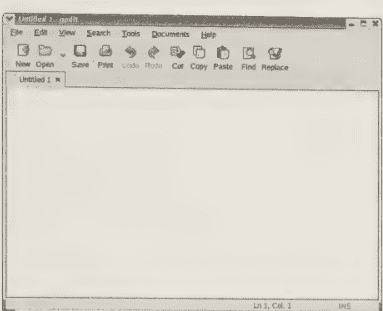 Untitled 1 - gedit
File Edit View Search Tools Documents Help
New Open Save Print Undo Redo Cut Copy Paste Find Replace
Untitled 1
Ln 1, Col. 1 INS